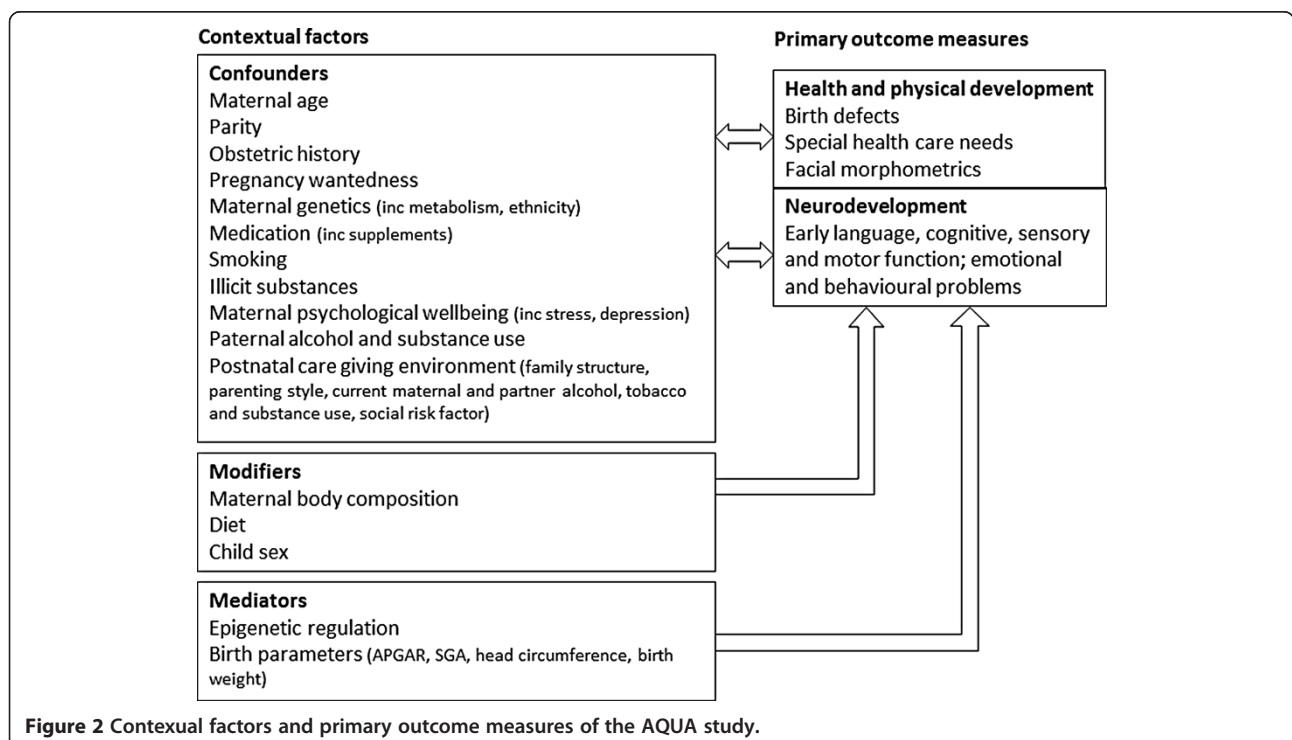 Contextual factors
Confounders
Maternal age
Parity
Obstetric history
Pregnancy wantedness
Maternal genetics (inc metabolism, ethnicity)
Medication (inc supplements)
Smoking
Illicit substances
Maternal psychological wellbeing (inc stress, depression)
Paternal alcohol and substance use
Postnatal care giving environment (family structure,
parenting style, current maternal and partner alcohol, tobacco
and substance use, social risk factor)
Modifiers
Maternal body composition
Diet
Child sex
Mediators
Epigenetic regulation
Birth parameters (APGAR, SGA, head circumference, birth
weight)
Primary outcome measures
Health and physical development
Birth defects
Special health care needs
Facial morphometrics
Neurodevelopment
Early language, cognitive, sensory
and motor function; emotional
and behavioural problems
Figure 2 Contexual factors and primary outcome measures of the AQUA study.